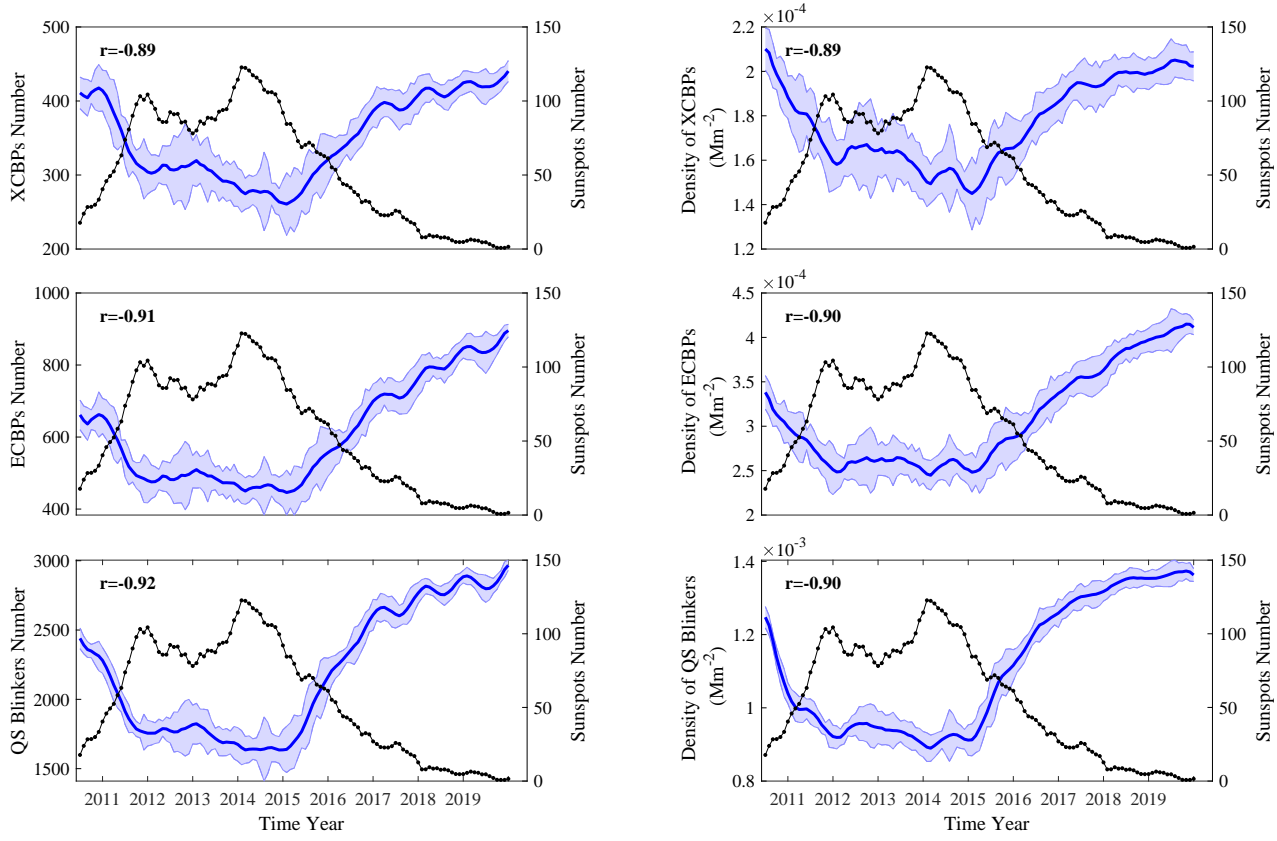 500
400
300
200
XCBPs Number
r=-0.89
150
100
50
0
Sunspots Number
×10-4
2.2
2
1.8
1.6
1.4
1.2
Density of XCBPs
(Mm-2)
r=-0.89
150
100
50
0
Sunspots Number
1000
800
600
400
ECBPs Number
r=-0.91
150
100
50
0
Sunspots Number
×10-4
4.5
4
3.5
3
2.5
2
Density of ECBPs
(Mm-2)
r=-0.90
150
100
50
0
Sunspots Number
3000
2500
2000
1500
QS Blinkers Number
r=-0.92
150
100
50
0
Sunspots Number
2011 2012 2013 2014 2015 2016 2017 2018 2019
Time Year
×10-3
1.4
1.2
1
0.8
Density of QS Blinkers
(Mm-2)
r=-0.90
150
100
50
0
Sunspots Number
2011 2012 2013 2014 2015 2016 2017 2018 2019
Time Year